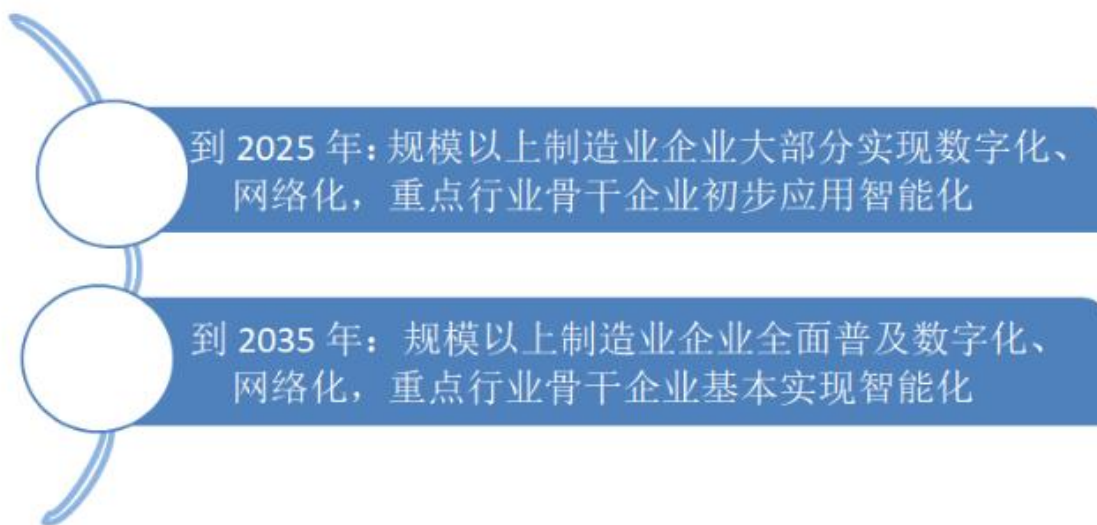 到 2025 年：规模以上制造业企业大部分实现数字化、
网络化，重点行业骨干企业初步应用智能化
到 2035 年：规模以上制造业企业全面普及数字化、
网络化，重点行业骨干企业基本实现智能化